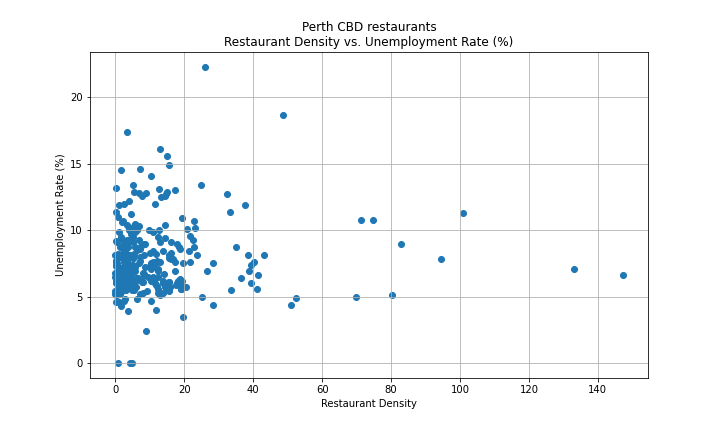 Perth CBD restaurants
Restaurant Density vs. Unemployment Rate (%)
Unemployment Rate (%)
20
15
10
5
0
0 20 40 60 80 100 120 140
Restaurant Density